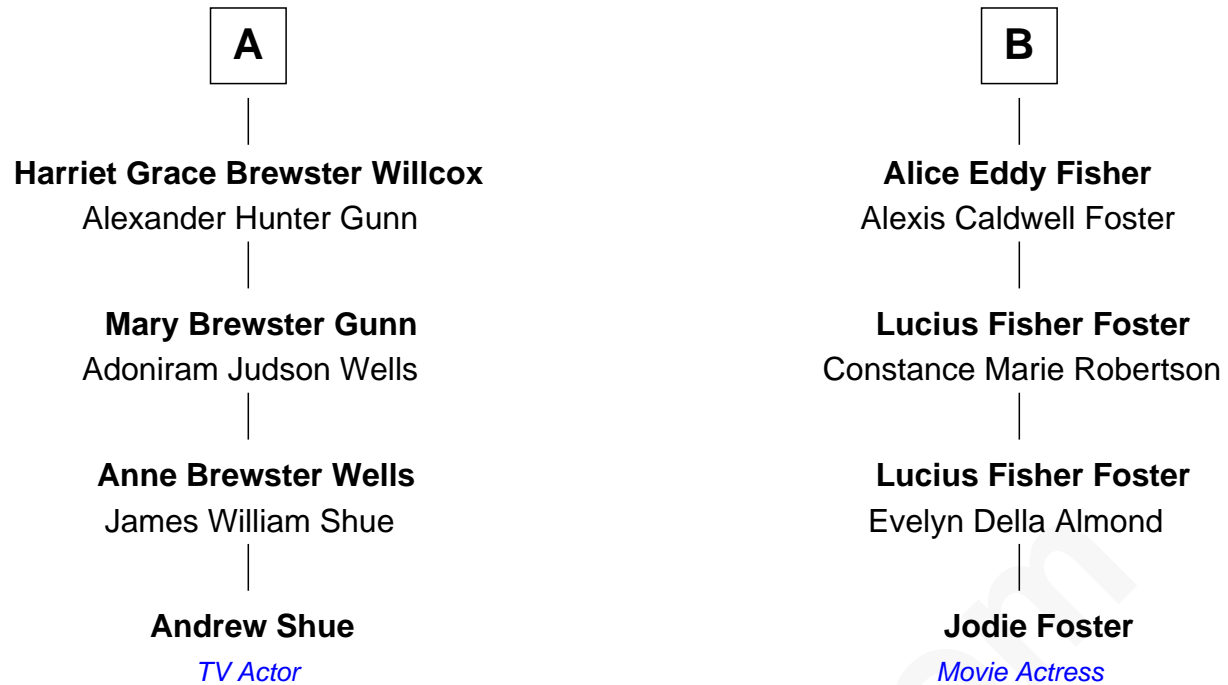 A
Harriet Grace Brewster Willcox
Alexander Hunter Gunn
Mary Brewster Gunn
Adoniram Judson Wells
Anne Brewster Wells
James William Shue
Andrew Shue
TV Actor
B
Alice Eddy Fisher
Alexis Caldwell Foster
Lucius Fisher Foster
Constance Marie Robertson
Lucius Fisher Foster
Evelyn Della Almond
Jodie Foster
Movie Actress
om